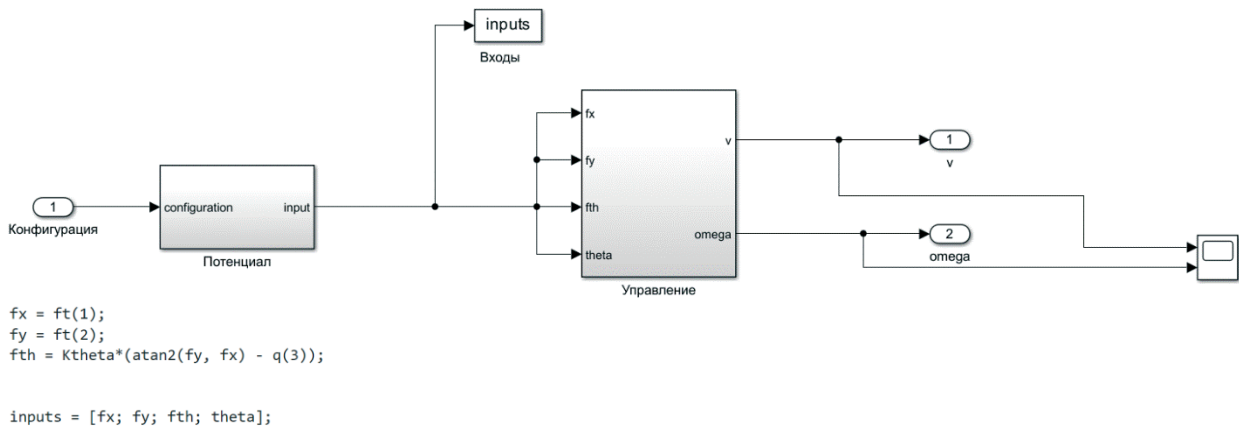 inputs
Входы
fx
fy
fth
theta
v
omega
Управление
1
v
2
omega
1
Конфигурация
configuration
input
Потенциал
fx = ft(1);
fy = ft(2);
fth = Ktheta*(atan2(fy, fx) - q(3));
inputs = [fx; fy; fth; theta];